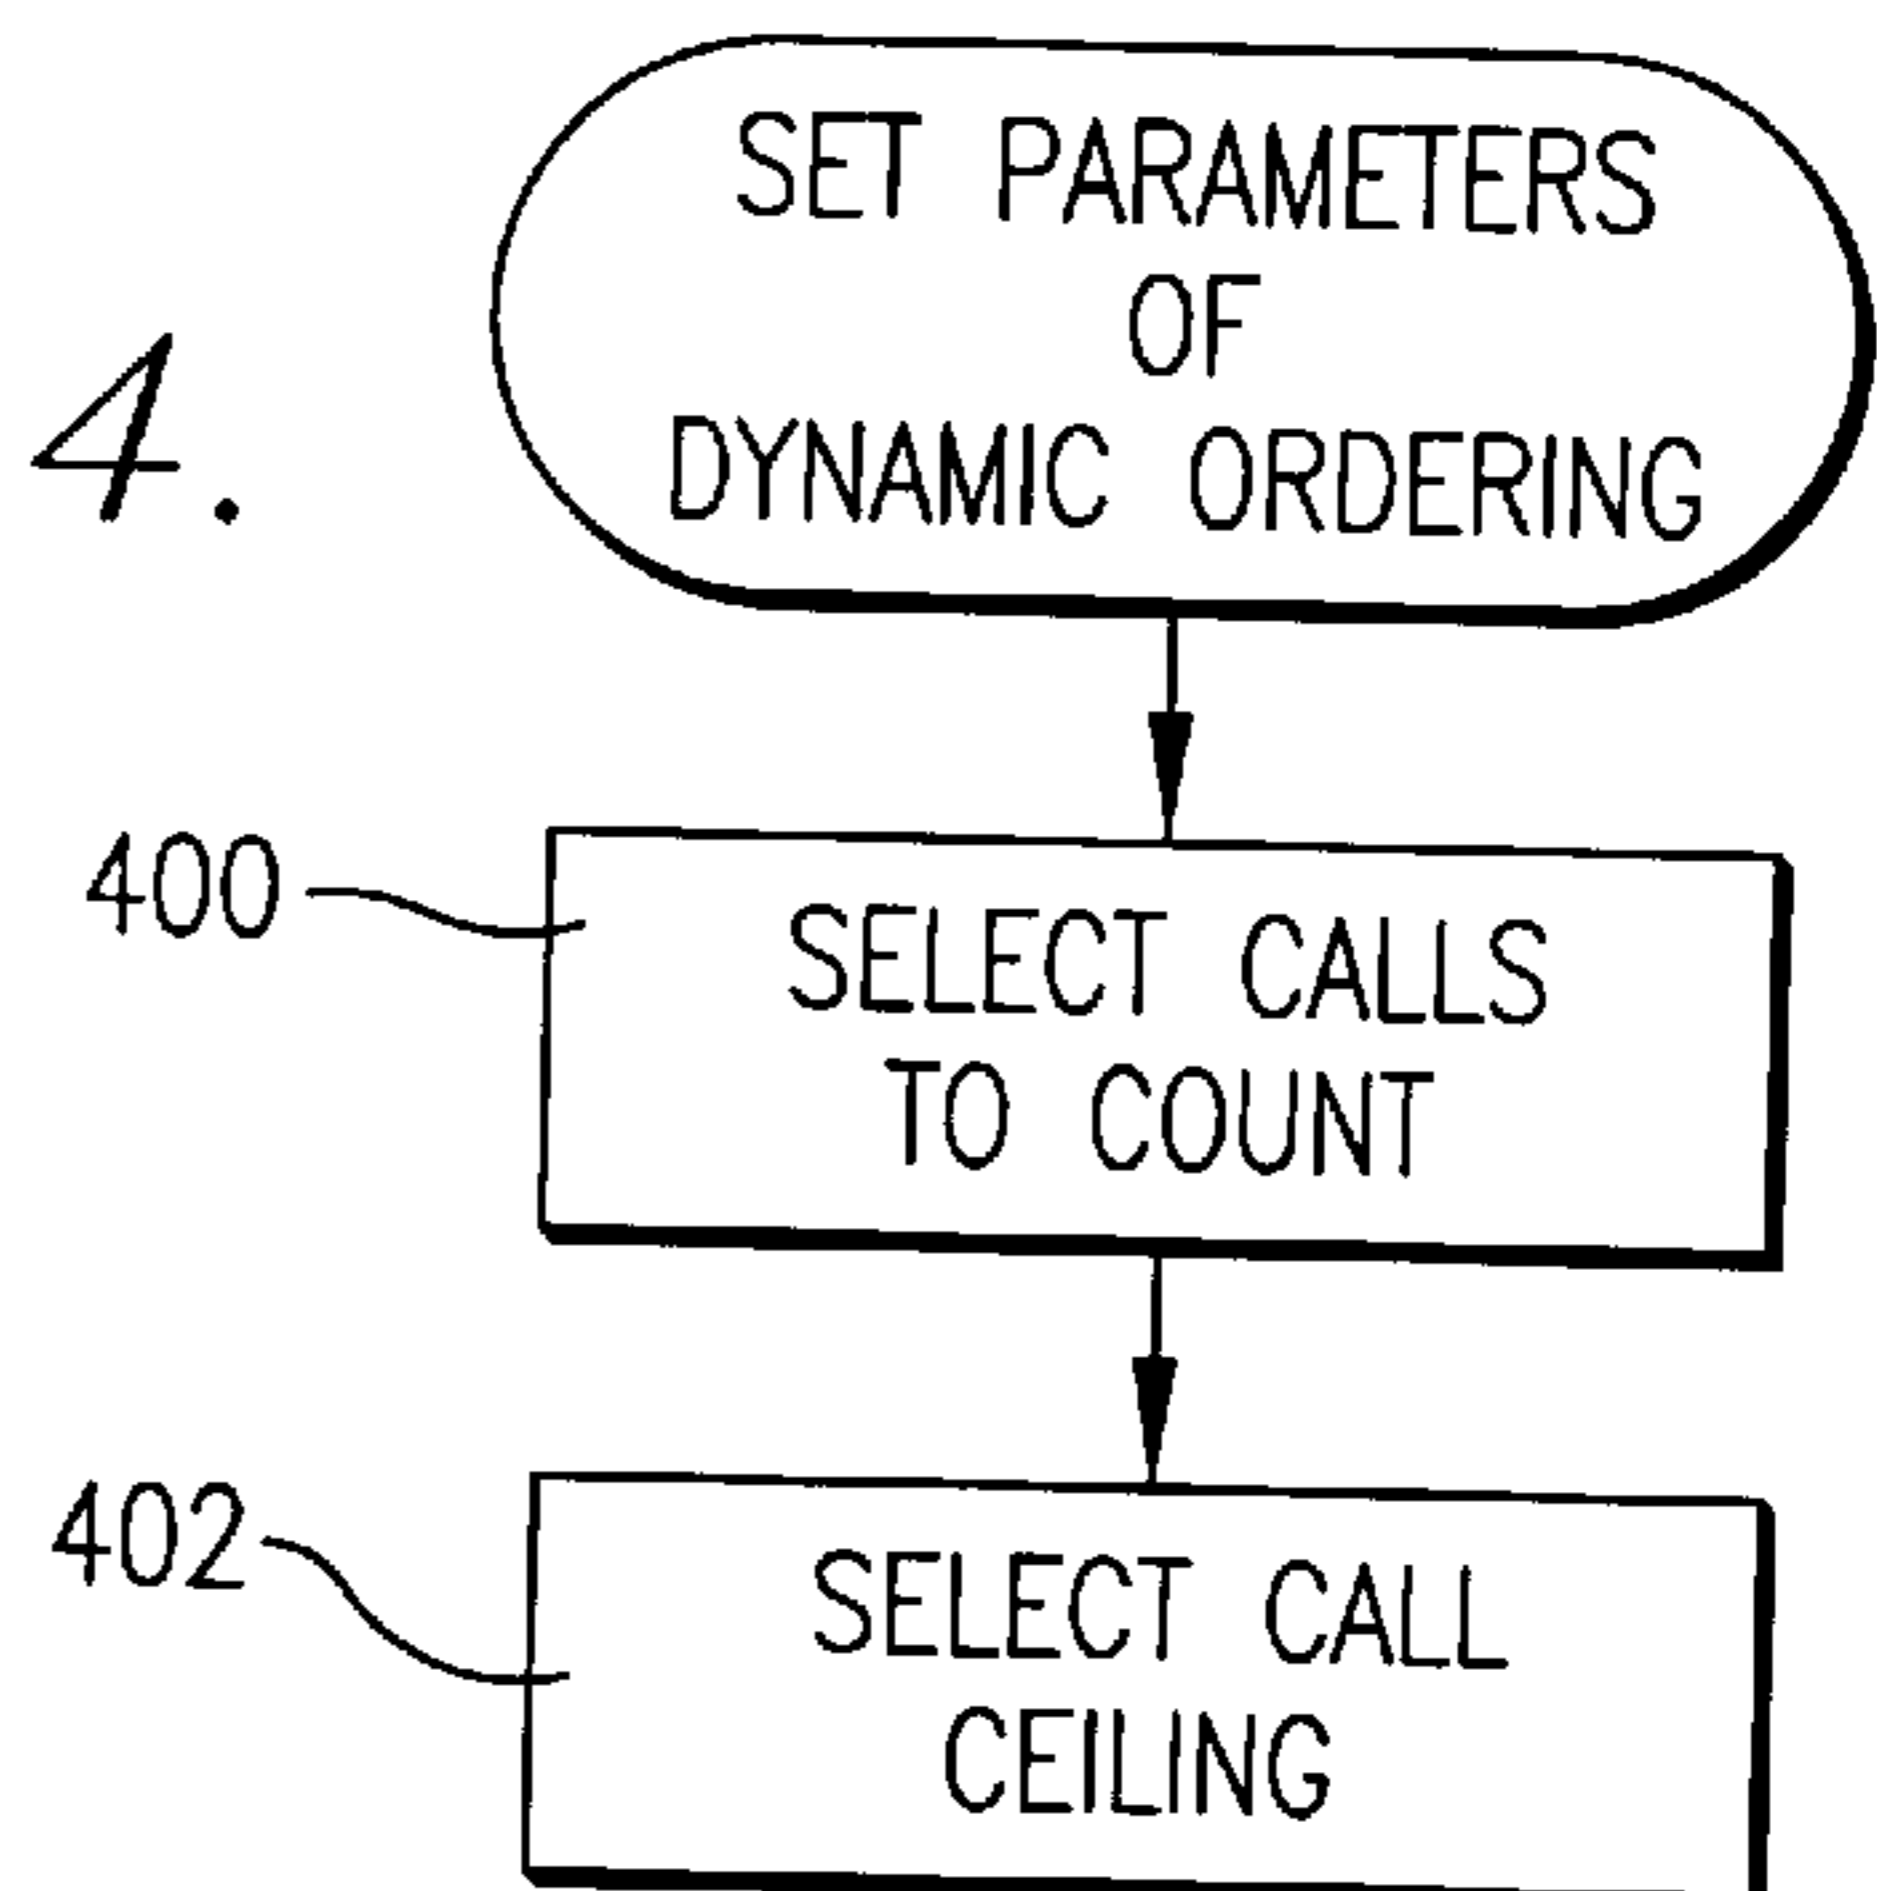 SET PARAMETERS
OF
DYNAMIC ORDERING
4.
400
SELECT CALLS
TO COUNT
402
SELECT CALL
CEILING